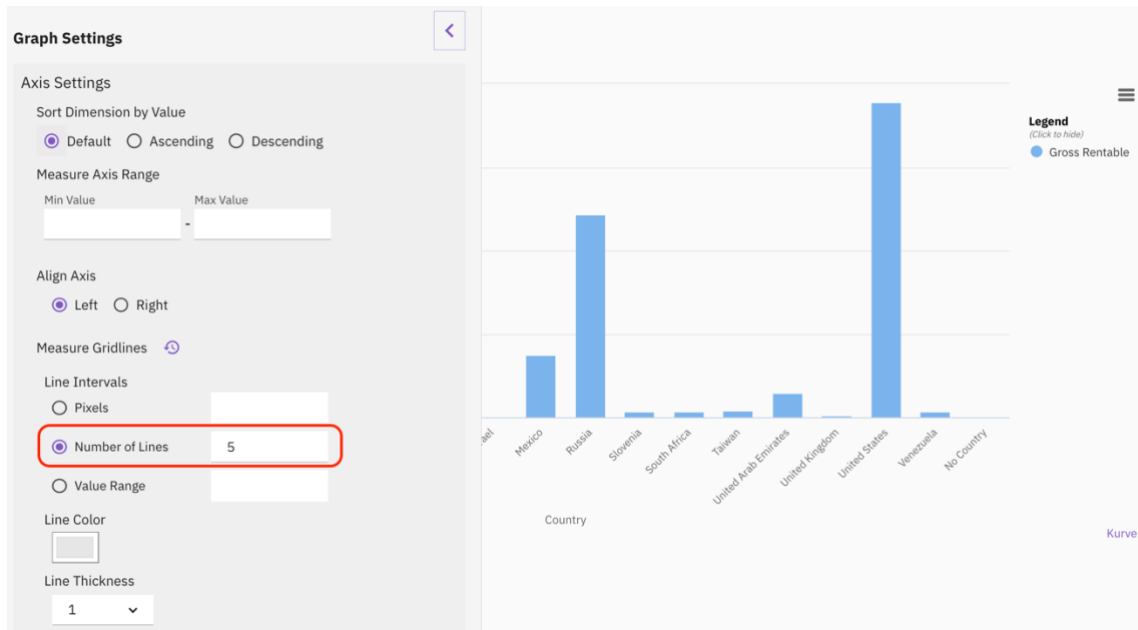 Graph Settings
Axis Settings
Sort Dimension by Value
Default Ascending Descending
Measure Axis Range
Min Value Max Value
-
Align Axis
Left Right
Measure Gridlines
Line Intervals
Pixels
Number of Lines 5
Value Range
Line Color
Line Thickness
1
Legend
(Click to hide)
Gross Rentable
ael
Mexico
Russia
Slovenia
South Africa
Taiwan
United Arab Emirates
United Kingdom
United States
Venezuela
No Country
Country
Kurve